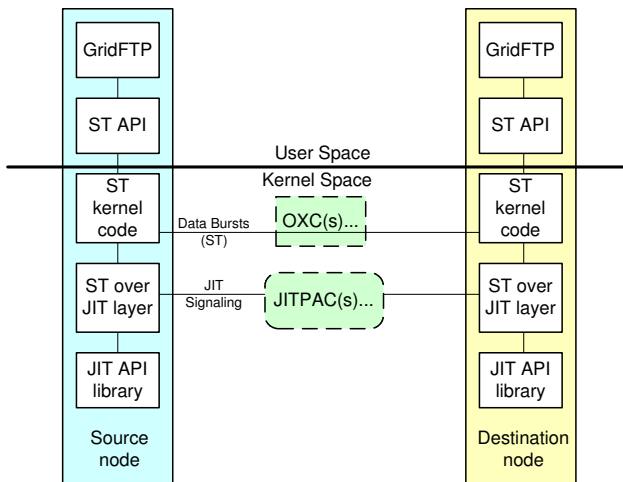 GridFTP
GridFTP
ST API
ST API
User Space
Kernel Space
ST
kernel
code
Data Bursts
(ST)
OXC(s)...
ST
kernel
code
ST over
JIT layer
JIT
Signaling
JITPAC(s)...
ST over
JIT layer
JIT API
library
JIT API
library
Source
node
Destination
node